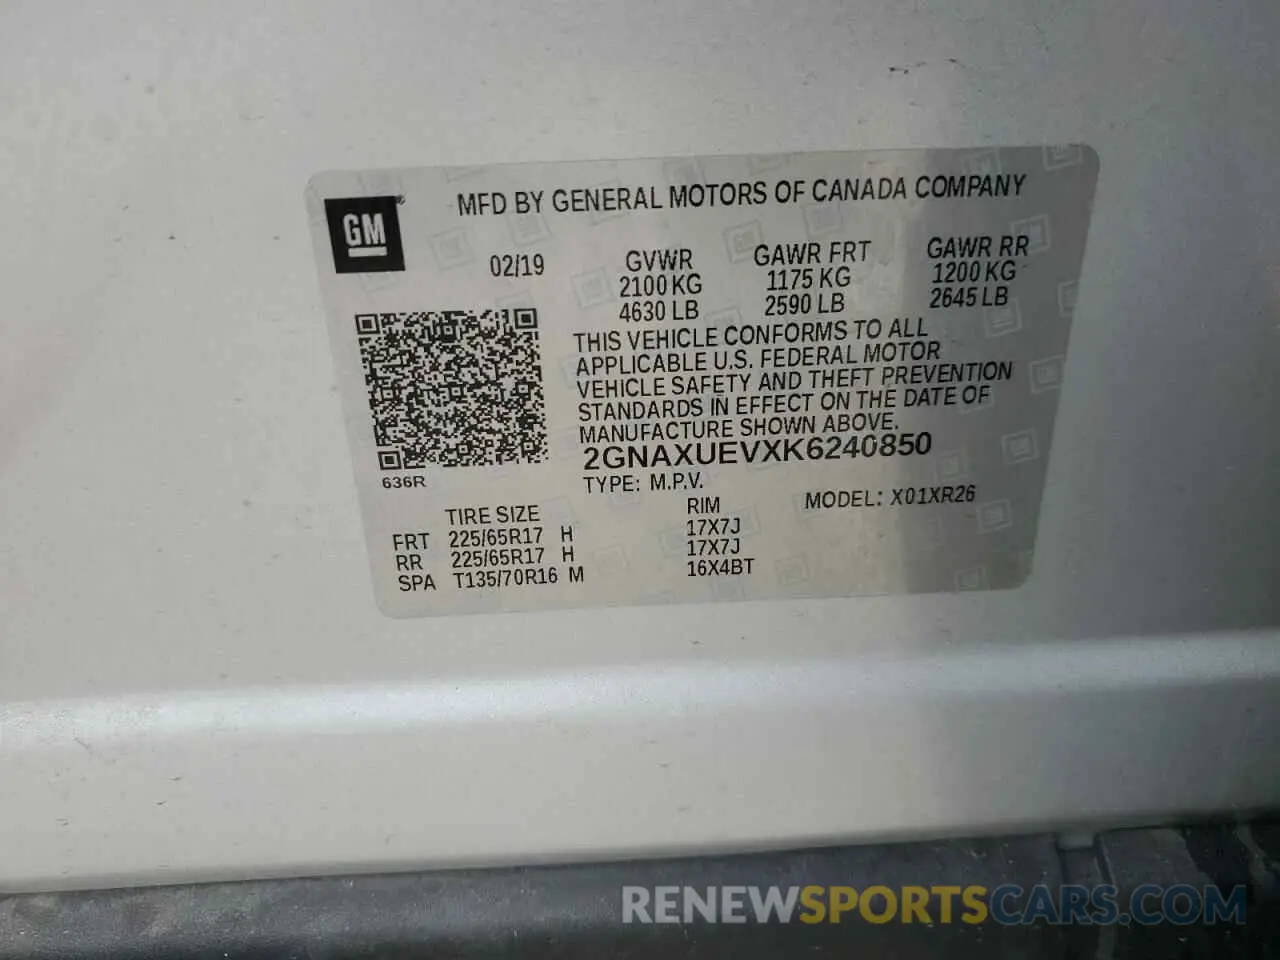 GM®
MFD BY GENERAL MOTORS OF CANADA COMPANY
02/19
GVWR
2100 KG
4630 LB
GAWR FRT
1175 KG
2590 LB
GAWR RR
1200 KG
2645 LB
THIS VEHICLE CONFORMS TO ALL
APPLICABLE U.S. FEDERAL MOTOR
VEHICLE SAFETY AND THEFT PREVENTION
STANDARDS IN EFFECT ON THE DATE OF
MANUFACTURE SHOWN ABOVE.
2GNAXUEVXK6240850
636R
TYPE: M.P.V.
MODEL: X01XR26
TIRE SIZE RIM
FRT 225/65R17 H 17X7J
RR 225/65R17 H 17X7J
SPA T135/70R16 M 16X4BT
RENEWSPORTSCARS.COM